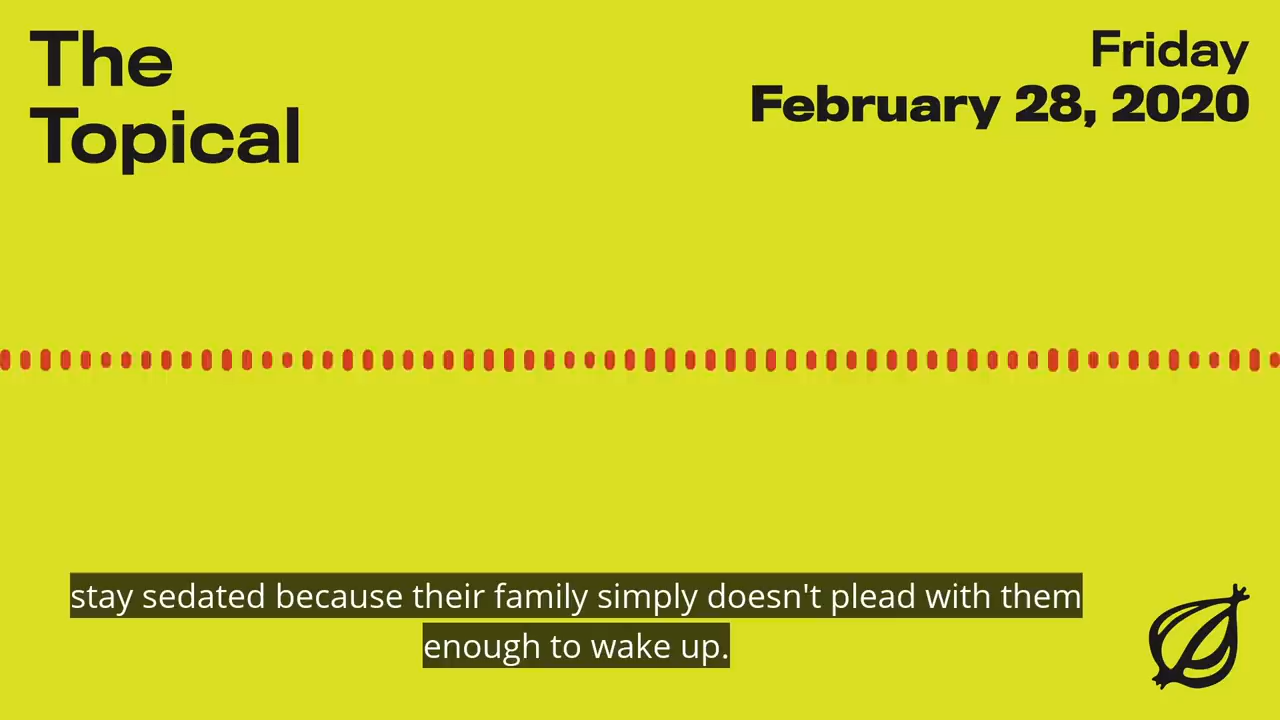 The
Topical
Friday
February 28, 2020
stay sedated because their family simply doesn't plead with them
enough to wake up.